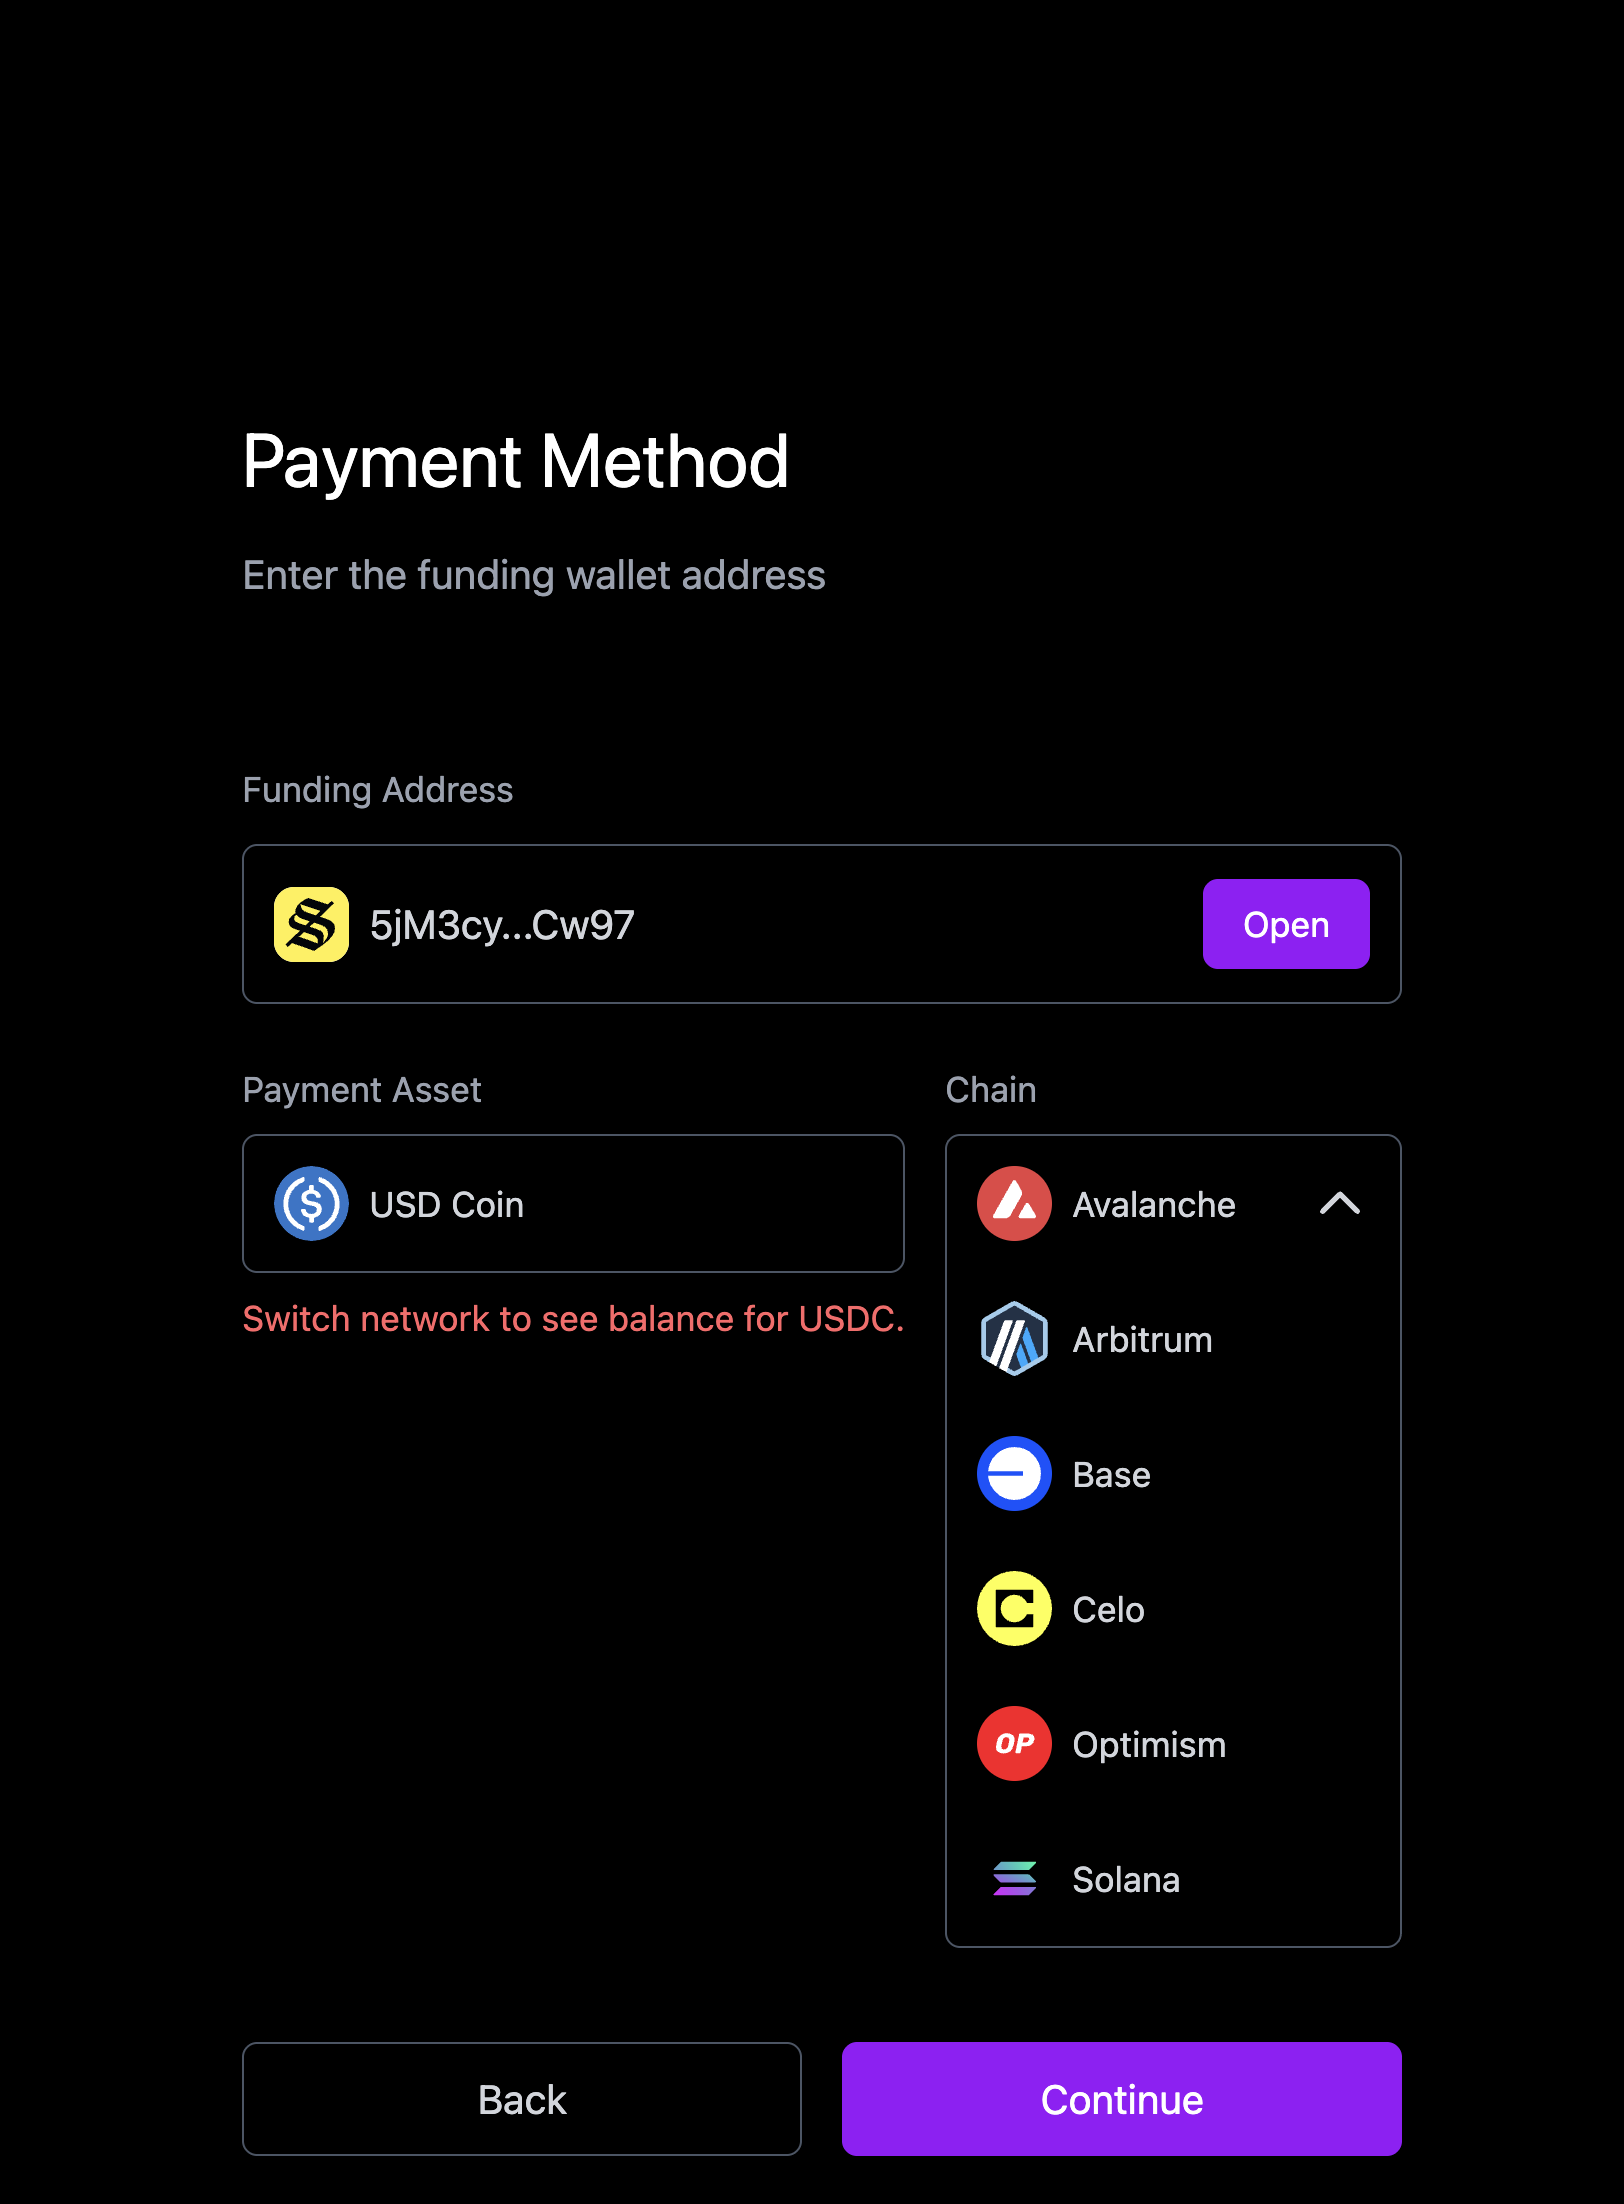 Payment Method
Enter the funding wallet address
Funding Address
5jM3cy...Cw97
Open
Payment Asset
USD Coin
Switch network to see balance for USDC.
Chain
Avalanche
Arbitrum
Base
Celo
OP
Optimism
Solana
Back
Continue